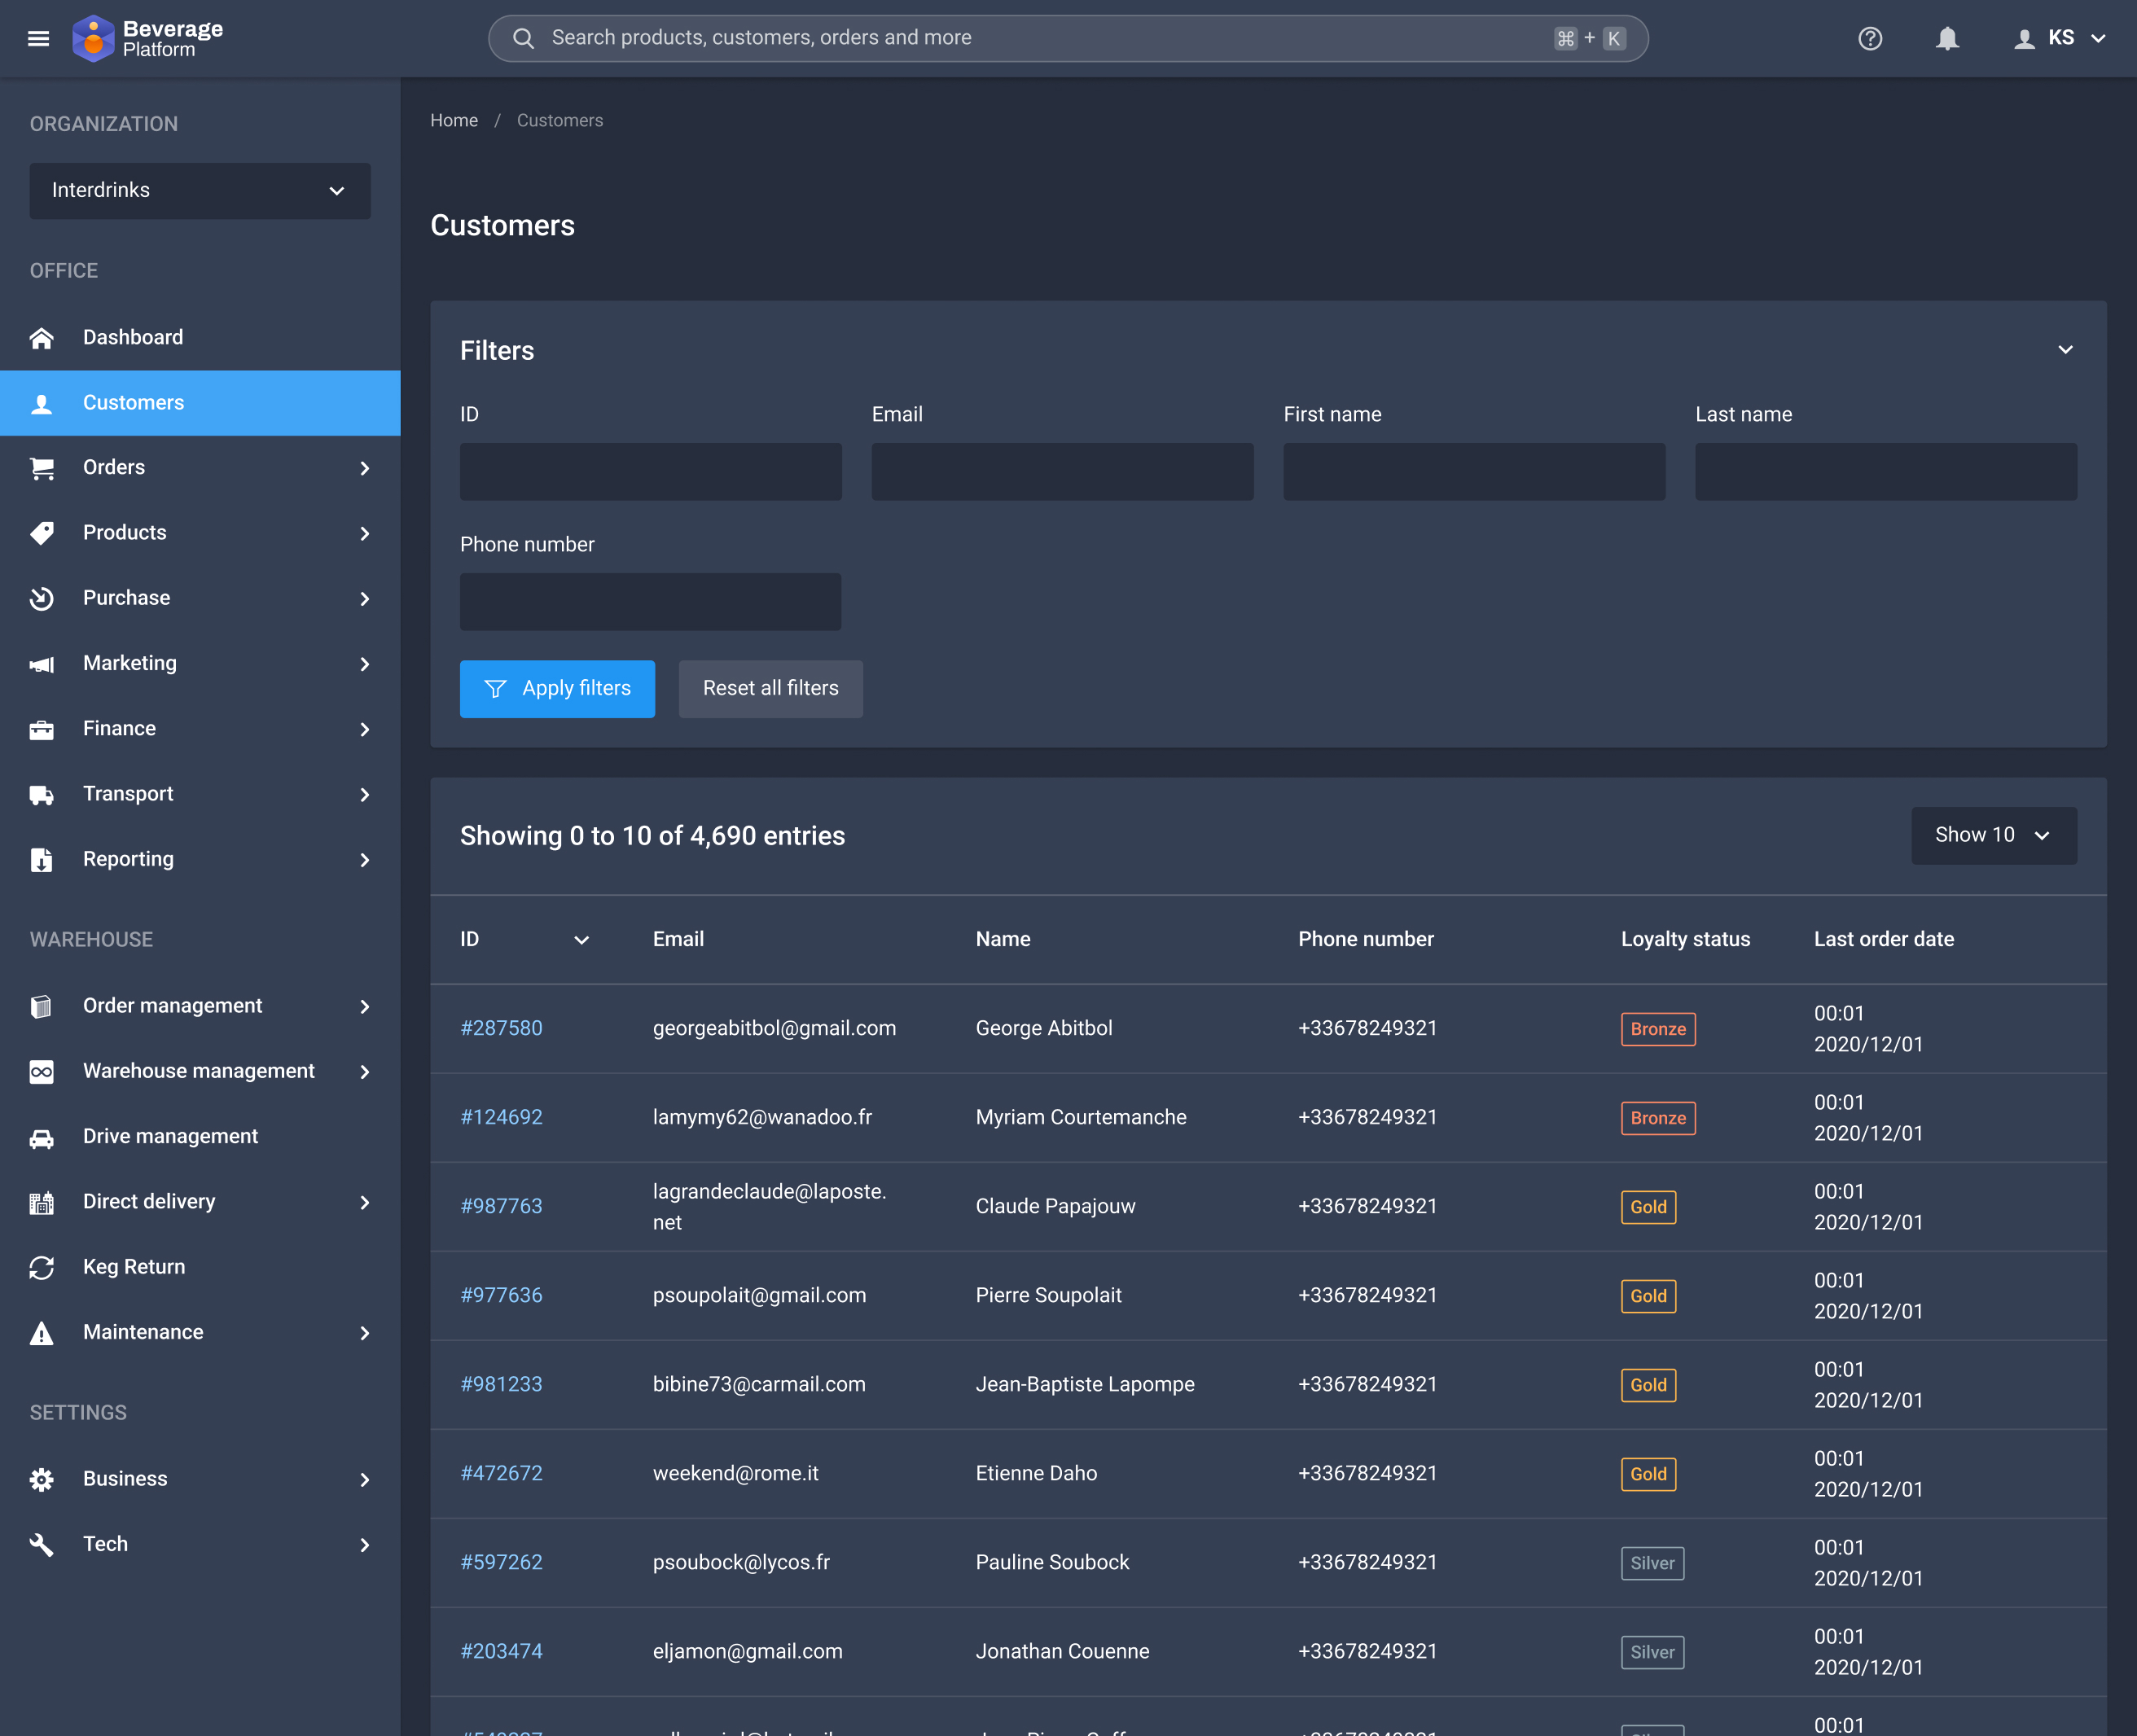 Beverage
Platform
Search products, customers, orders and more
⌘ + K
KS
ORGANIZATION
Interdrinks
OFFICE
Dashboard
Customers
Orders
Products
Purchase
Marketing
Finance
Transport
Reporting
WAREHOUSE
Order management
Warehouse management
Drive management
Direct delivery
Keg Return
Maintenance
SETTINGS
Business
Tech
Home / Customers
Customers
Filters
ID Email First name Last name
Phone number
Apply filters Reset all filters
Showing 0 to 10 of 4,690 entries
Show 10
ID Email Name Phone number Loyalty status Last order date
#287580 georgeabitbol@gmail.com George Abitbol +33678249321 Bronze 00:01
2020/12/01
#124692 lamymy62@wanadoo.fr Myriam Courtemanche +33678249321 Bronze 00:01
2020/12/01
#987763 lagrandeclaude@laposte. Claude Papajouw +33678249321 Gold 00:01
net 2020/12/01
#977636 psoupolait@gmail.com Pierre Soupolait +33678249321 Gold 00:01
2020/12/01
#981233 bibine73@carmail.com Jean-Baptiste Lapompe +33678249321 Gold 00:01
2020/12/01
#472672 weekend@rome.it Etienne Daho +33678249321 Gold 00:01
2020/12/01
#597262 psoubock@lycos.fr Pauline Soubock +33678249321 Silver 00:01
2020/12/01
#203474 eljamon@gmail.com Jonathan Couenne +33678249321 Silver 00:01
2020/12/01
00:01